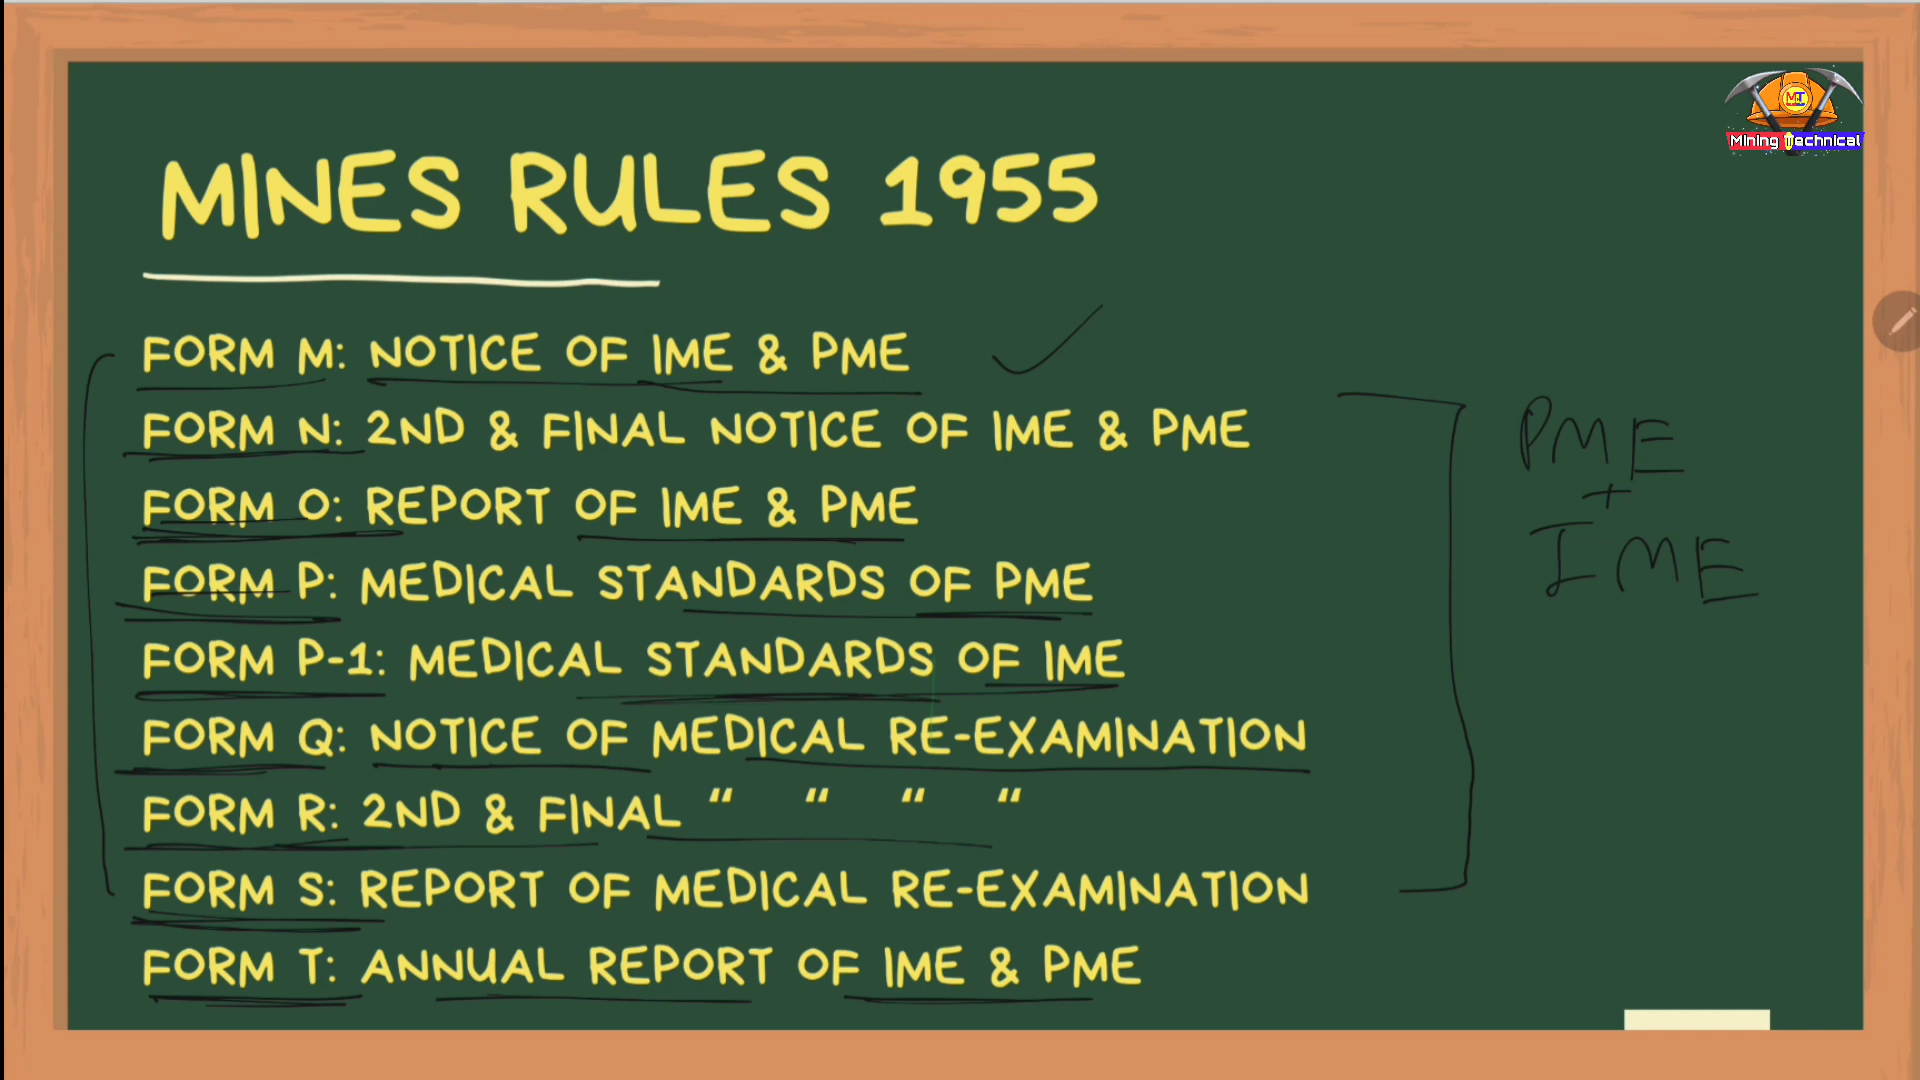 MI
Mining Technical
MINES RULES 1955
FORM M: NOTICE OF IME & PME
FORM N: 2ND & FINAL NOTICE OF IME & PME
FORM O: REPORT OF IME & PME
FORM P: MEDICAL STANDARDS OF PME
FORM P-1: MEDICAL STANDARDS OF IME
FORM Q: NOTICE OF MEDICAL RE-EXAMINATION
FORM R: 2ND & FINAL “ “ “ “
FORM S: REPORT OF MEDICAL RE-EXAMINATION
FORM T: ANNUAL REPORT OF IME & PME
PME
+
IME